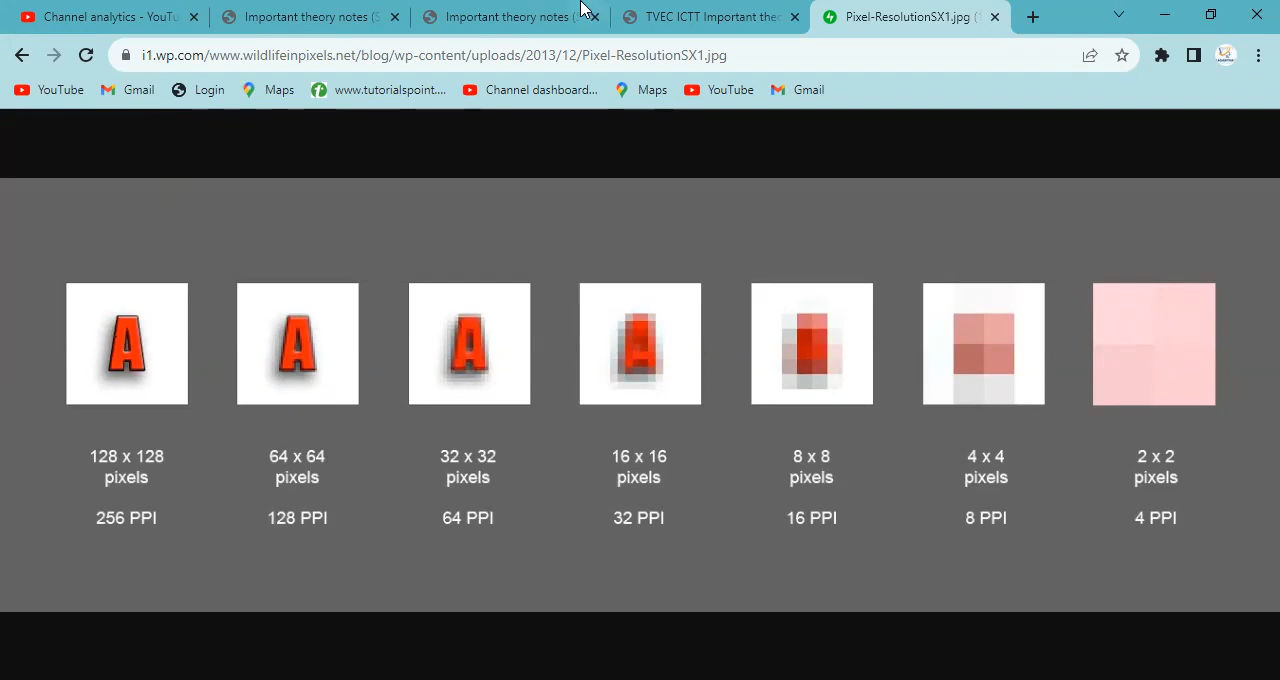 Channel analytics - YouTu
Important theory notes (S
Important theory notes (
TVEC ICTT Important theo
Pixel-ResolutionSX1.jpg (
i1.wp.com/www.wildlifeinpixels.net/blog/wp-content/uploads/2013/12/Pixel-ResolutionSX1.jpg
YouTube Gmail Login Maps www.tutorialspoint.... Channel dashboard... Maps YouTube Gmail
A A A A
128 x 128 64 x 64 32 x 32 16 x 16 8 x 8 4 x 4 2 x 2
pixels pixels pixels pixels pixels pixels pixels
256 PPI 128 PPI 64 PPI 32 PPI 16 PPI 8 PPI 4 PPI